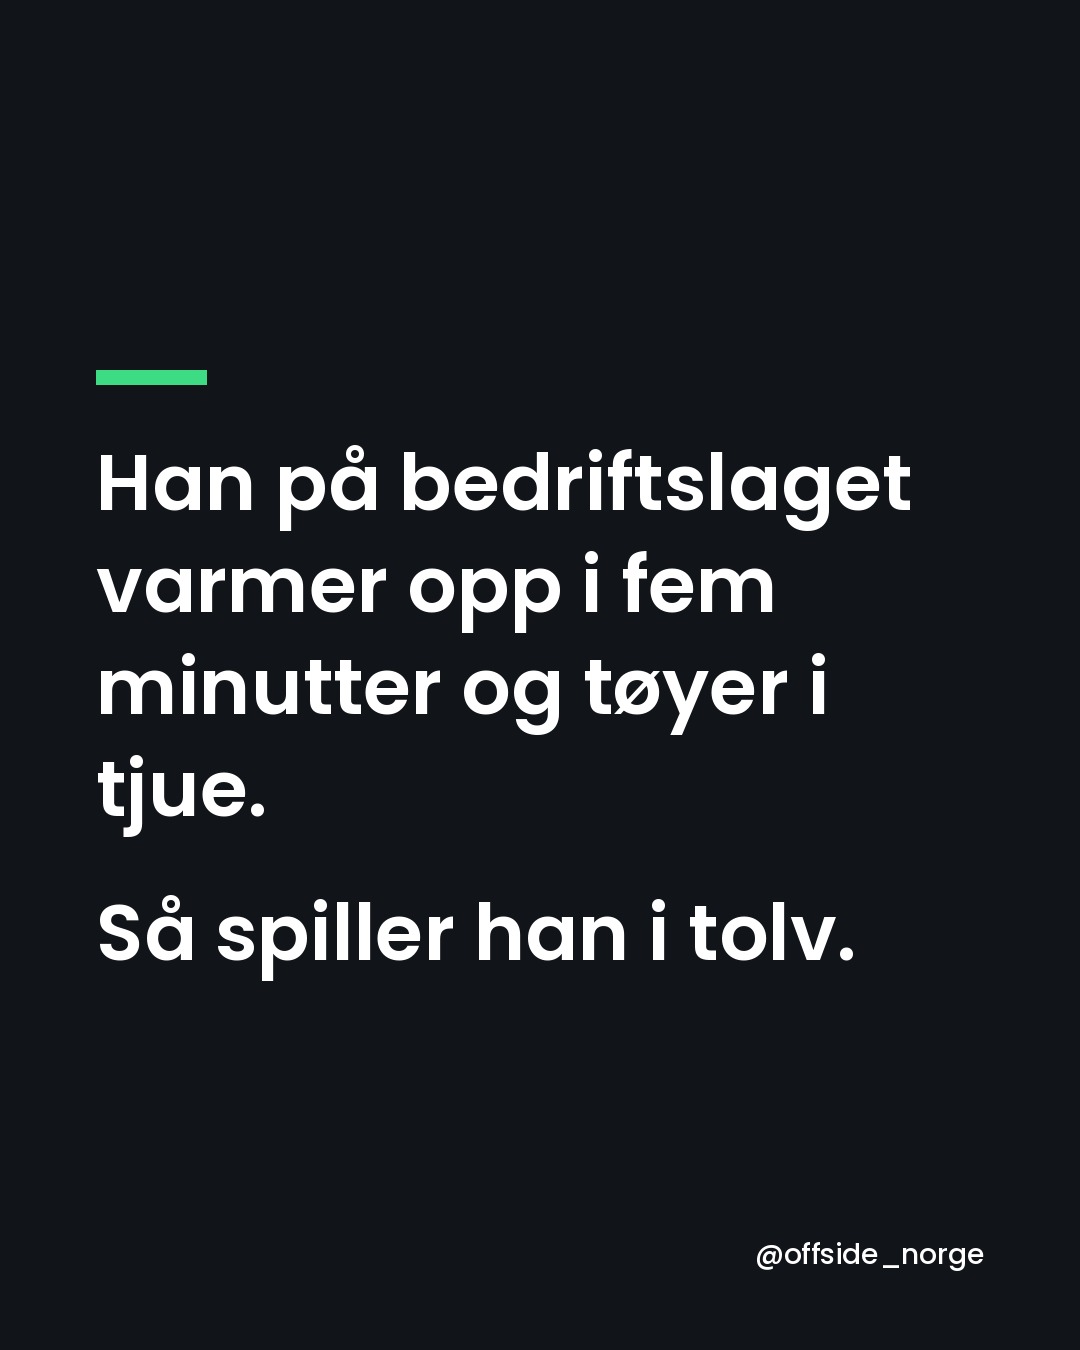 Han på bedriftslaget
varmer opp i fem
minutter og tøyer i
tjue.
Så spiller han i tolv.
@offside_norge